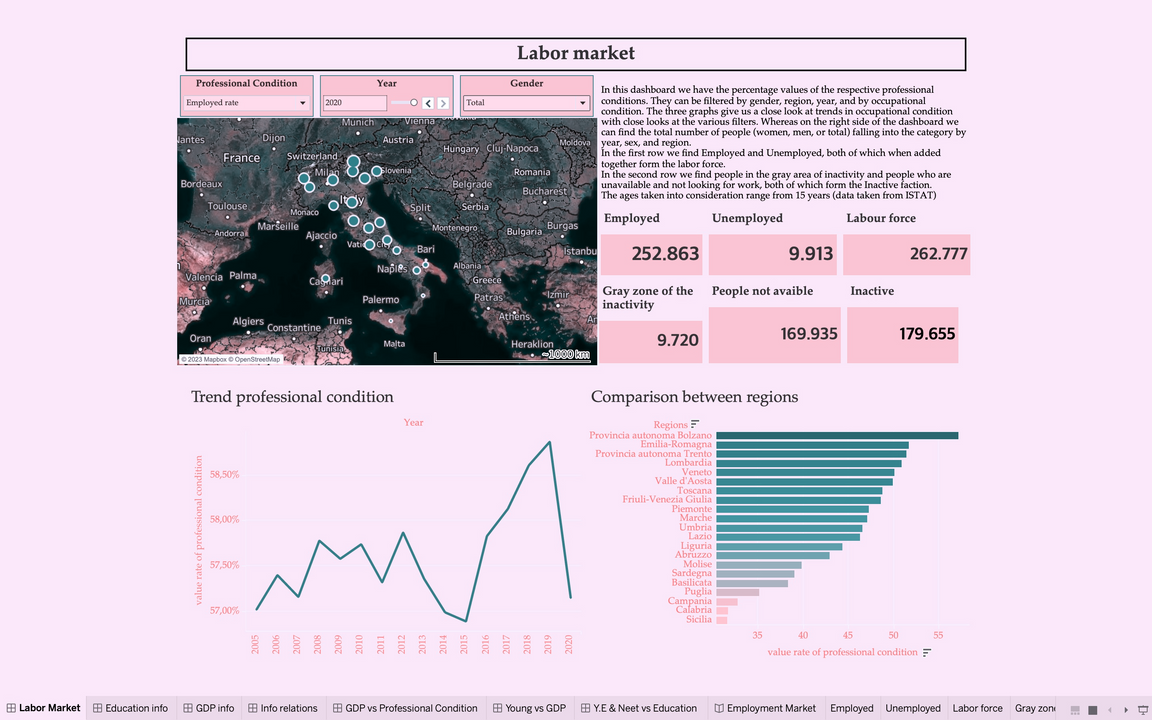 Labor market
Professional Condition
Employed rate
Year
2020
Gender
Total
In this dashboard we have the percentage values of the respective professional
conditions. They can be filtered by gender, region, year, and by occupational
condition. The three graphs give us a close look at trends in occupational condition
with close looks at the various filters. Whereas on the right side of the dashboard we
can find the total number of people (women, men, or total) falling into the category by
year, sex, and region.
In the first row we find Employed and Unemployed, both of which when added
together form the labor force.
In the second row we find people in the gray area of inactivity and people who are
unavailable and not looking for work, both of which form the Inactive faction.
The ages taken into consideration range from 15 years (data taken from ISTAT)
Munich
Vienna
Slovakia
Nantes
Dijon
Austria
Moldova
France
Switzerland
Hungary
Cluj-Napoca
Milan
Slovenia
Romania
Bordeaux
Belgrade
Bucharest
Toulouse
Monaco
Italy
Split
Serbia
Andorra
Marseille
Montenegro
Bulgaria
Burgas
Ajaccio
Vatican City
Bari
Istanbu
Valencia
Palma
Cagliari
Naples
Albania
Greece
Murcia
Palermo
Patras
Izmir
Algiers
Constantine
Tunis
Athens
Oran
Malta
Tunisia
Heraklion
© 2023 Mapbox © OpenStreetMap
~1000 km
Employed
Unemployed
Labour force
252.863
9.913
262.777
Gray zone of the
inactivity
People not avaible
Inactive
9.720
169.935
179.655
Trend professional condition
Year
value rate of professional condition
58,50%
58,00%
57,50%
57,00%
2005
2006
2007
2008
2009
2010
2011
2012
2013
2014
2015
2016
2017
2018
2019
2020
Comparison between regions
Regions
Provincia autonoma Bolzano
Emilia-Romagna
Provincia autonoma Trento
Lombardia
Veneto
Valle d'Aosta
Toscana
Friuli-Venezia Giulia
Piemonte
Marche
Umbria
Lazio
Liguria
Abruzzo
Molise
Sardegna
Basilicata
Puglia
Campania
Calabria
Sicilia
35
40
45
50
55
value rate of professional condition
Labor Market
Education info
GDP info
Info relations
GDP vs Professional Condition
Young vs GDP
Y.E & Neet vs Education
Employment Market
Employed
Unemployed
Labor force
Gray zon